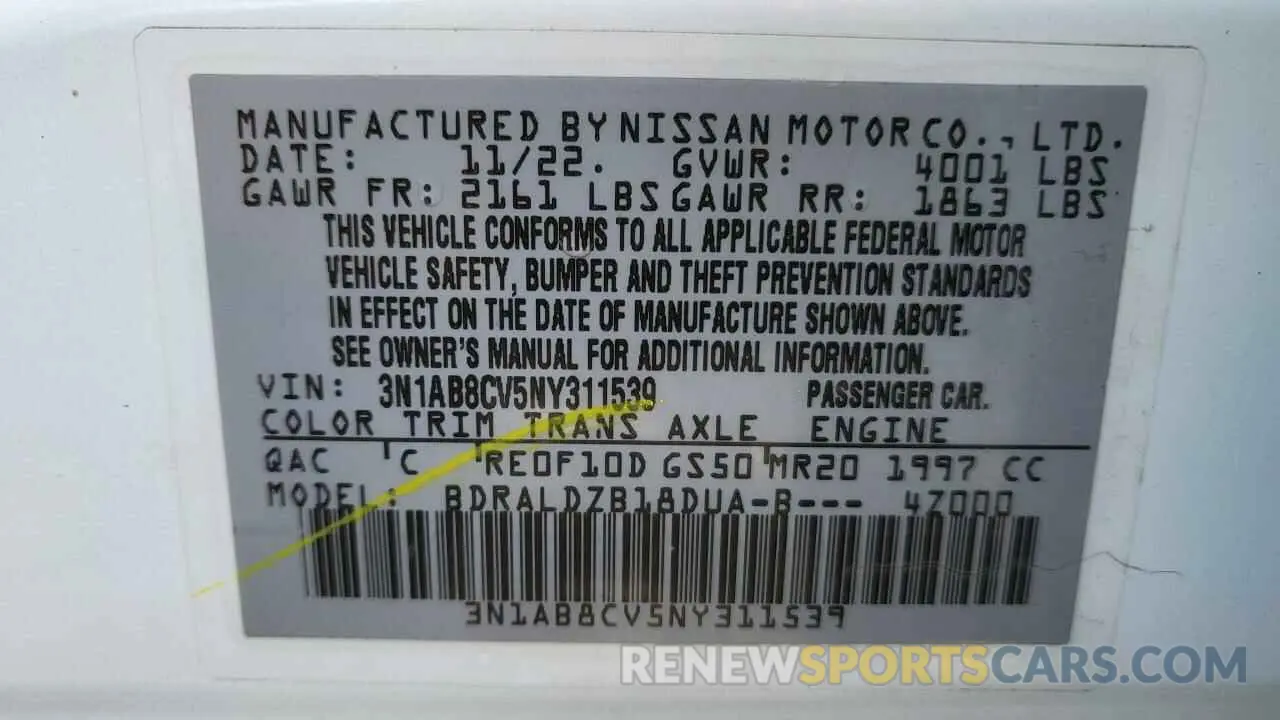 MANUFACTURED BY NISSAN MOTOR CO., LTD.
DATE: 11/22. GVWR: 4001 LBS
GAWR FR: 2161 LBS GAWR RR: 1863 LBS
THIS VEHICLE CONFORMS TO ALL APPLICABLE FEDERAL MOTOR
VEHICLE SAFETY, BUMPER AND THEFT PREVENTION STANDARDS
IN EFFECT ON THE DATE OF MANUFACTURE SHOWN ABOVE.
SEE OWNER'S MANUAL FOR ADDITIONAL INFORMATION.
VIN: 3N1AB8CV5NY311539 PASSENGER CAR.
COLOR TRIM TRANS AXLE ENGINE
QAC C RE0F10D GS50 MR20 1997 CC
MODEL: BDRALDZB18DUA-B--- 4Z000
3N1AB8CV5NY311539
RENEWSPORTSCARS.COM